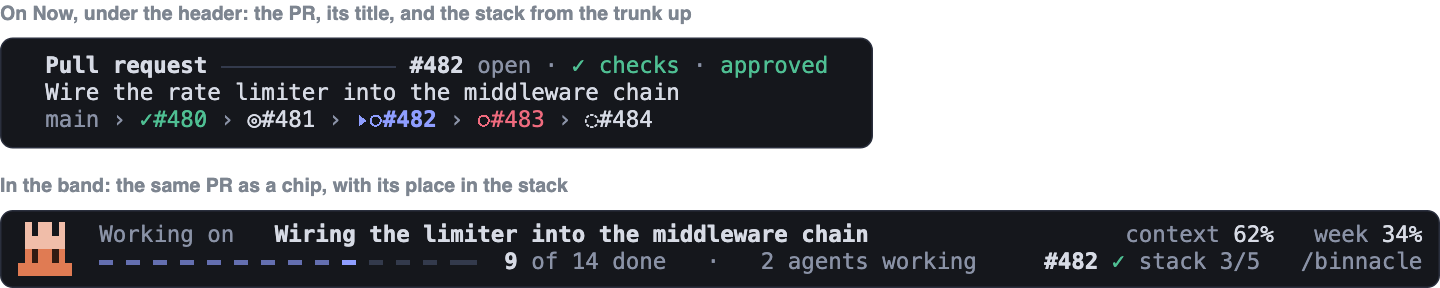 On Now, under the header: the PR, its title, and the stack from the trunk up
Pull request #482 open · ✓ checks · approved
Wire the rate limiter into the middleware chain
main › ✓#480 › ◎#481 › ▸○#482 › ○#483 › ◌#484
In the band: the same PR as a chip, with its place in the stack
Working on Wiring the limiter into the middleware chain context 62% week 34%
9 of 14 done · 2 agents working #482 ✓ stack 3/5 /binnacle